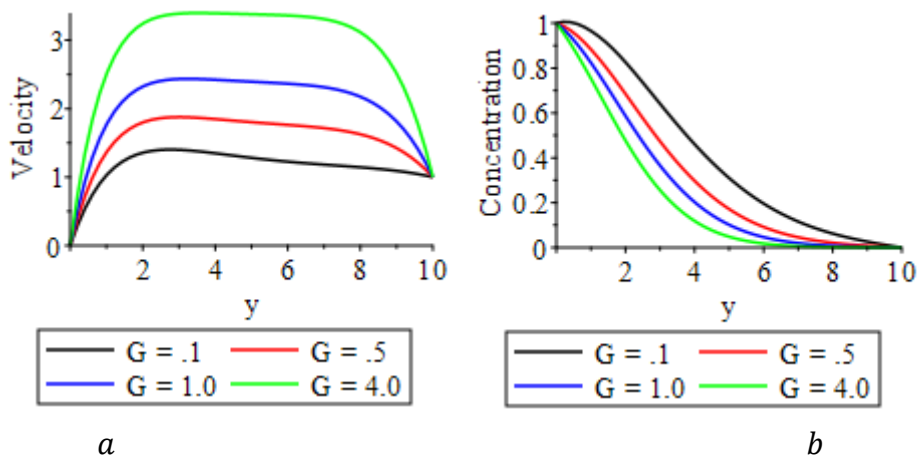 Velocity
3
2
1
0
2 4 6 8 10
y
G = .1 G = .5
G = 1.0 G = 4.0
a
Concentration
1
0.8
0.6
0.4
0.2
0
2 4 6 8 10
y
G = .1 G = .5
G = 1.0 G = 4.0
b